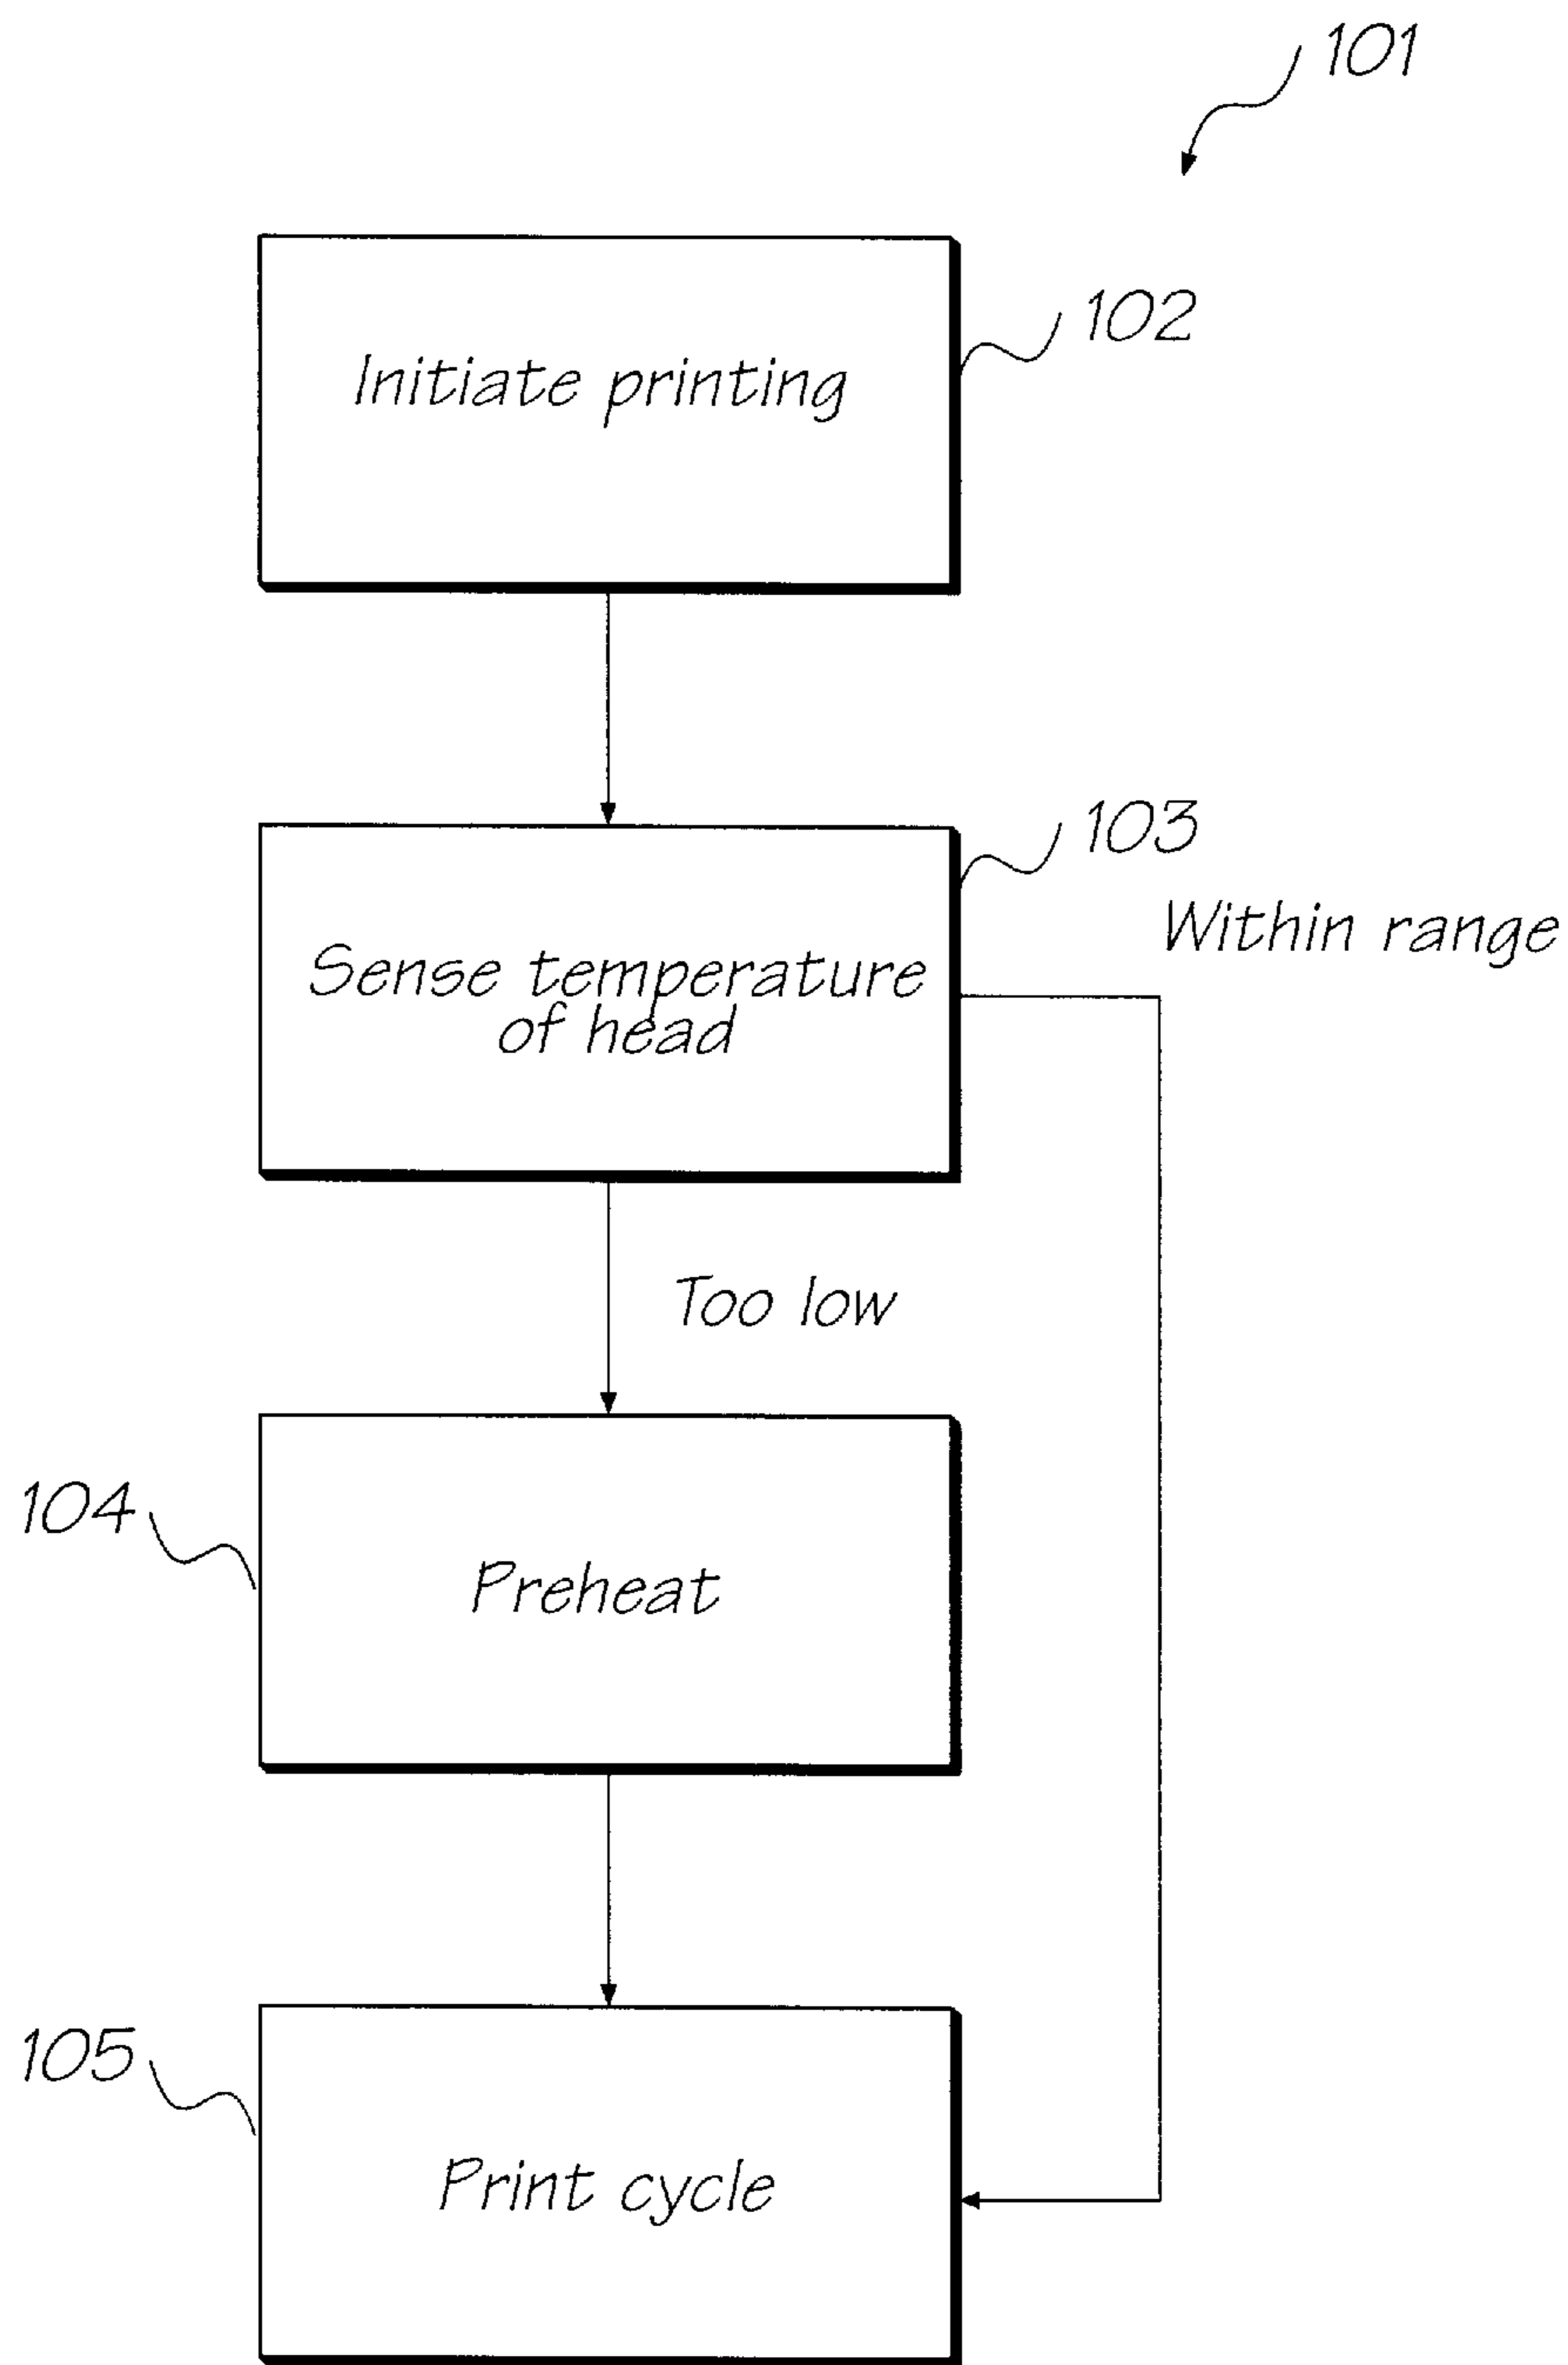 101
Initiate printing
102
103
Within range
Sense temperature
of head
Too low
104
Preheat
105
Print cycle